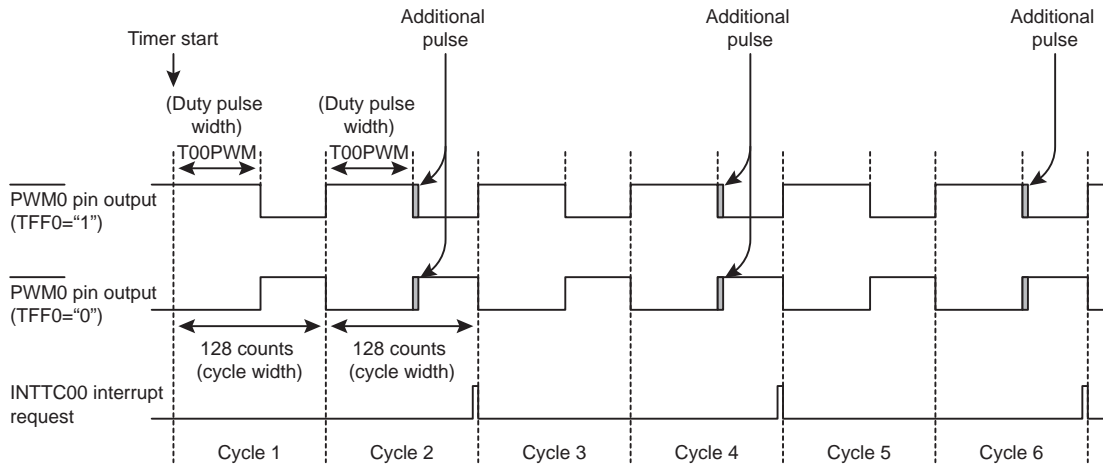 Additional
pulse
Additional
pulse
Additional
pulse
Timer start
(Duty pulse
width)
T00PWM
(Duty pulse
width)
T00PWM
PWM0 pin output
(TFF0=“1”)
PWM0 pin output
(TFF0=“0”)
128 counts
(cycle width)
128 counts
(cycle width)
INTTC00 interrupt
request
Cycle 1
Cycle 2
Cycle 3
Cycle 4
Cycle 5
Cycle 6